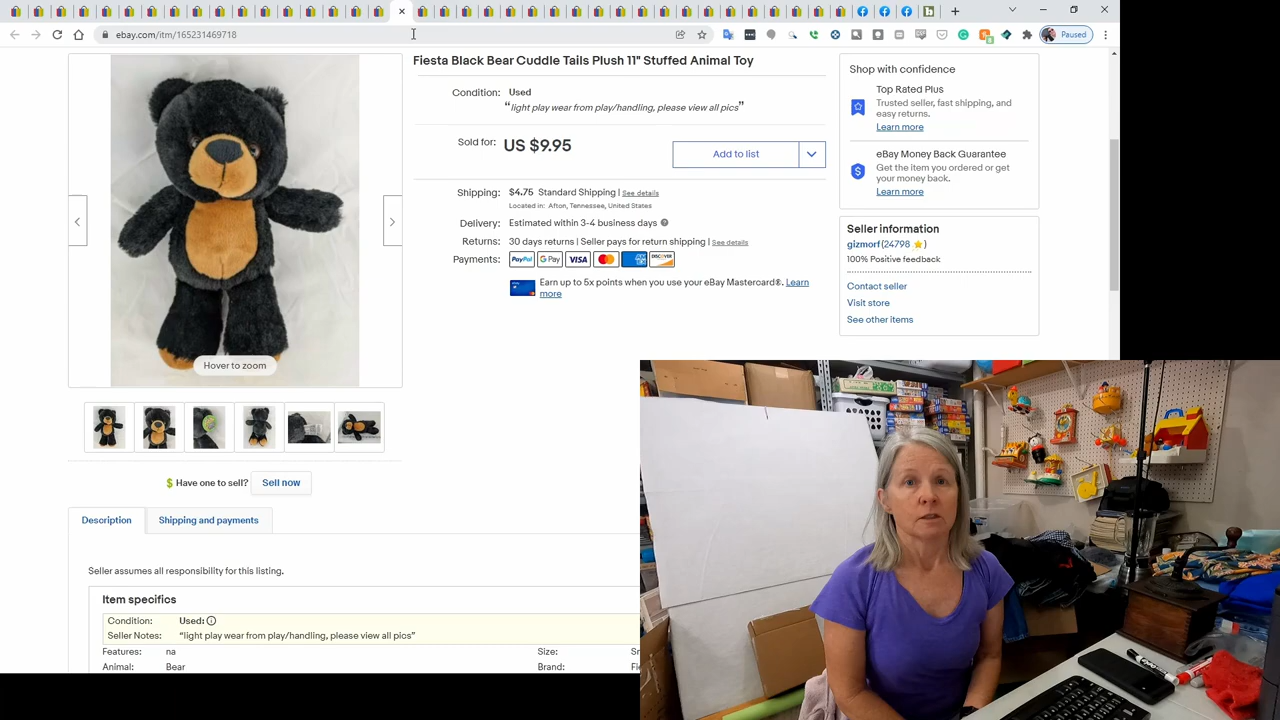 ebay.com/itm/165231469718
Paused
Fiesta Black Bear Cuddle Tails Plush 11" Stuffed Animal Toy
Condition: Used
“light play wear from play/handling, please view all pics”
Sold for: US $9.95
Add to list
Shipping: $4.75 Standard Shipping | See details
Located in: Afton, Tennessee, United States
Delivery: Estimated within 3-4 business days
Returns: 30 days returns | Seller pays for return shipping | See details
Payments: PayPal G Pay VISA DISCOVER
Earn up to 5x points when you use your eBay Mastercard®. Learn
more
Shop with confidence
Top Rated Plus
Trusted seller, fast shipping, and
easy returns.
Learn more
eBay Money Back Guarantee
Get the item you ordered or get
your money back.
Learn more
Seller information
gizmorf (24798 )
100% Positive feedback
Contact seller
Visit store
See other items
Hover to zoom
$ Have one to sell? Sell now
Description Shipping and payments
Seller assumes all responsibility for this listing.
Item specifics
Condition: Used:
Seller Notes: “light play wear from play/handling, please view all pics”
Features: na Size:
Animal: Bear Brand: